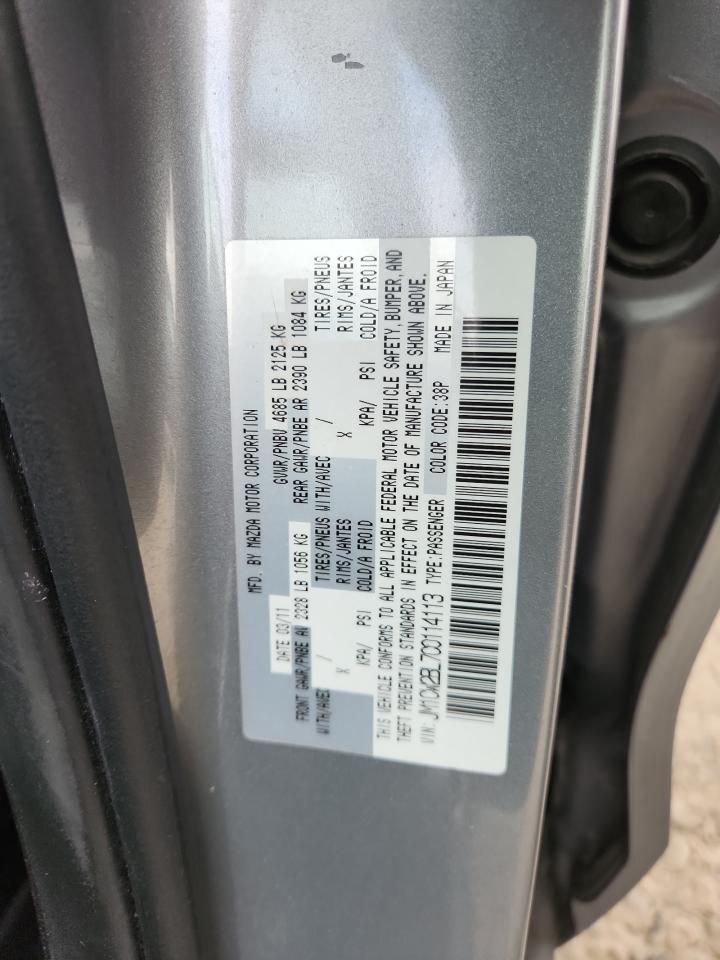 MFD. BY MAZDA MOTOR CORPORATION
DATE 03/11 GVWR/PNBV 4685 LB 2125 KG
FRONT GAWR/PNBE AV 2328 LB 1056 KG REAR GAWR/PNBE AR 2390 LB 1084 KG
WITH/AVEC / TIRES/PNEUS WITH/AVEC / TIRES/PNEUS
X RIMS/JANTES X RIMS/JANTES
KPA/ PSI COLD/A FROID KPA/ PSI COLD/A FROID
THIS VEHICLE CONFORMS TO ALL APPLICABLE FEDERAL MOTOR VEHICLE SAFETY, BUMPER, AND
THEFT PREVENTION STANDARDS IN EFFECT ON THE DATE OF MANUFACTURE SHOWN ABOVE.
VIN: JM1CW2BL7C0114113 TYPE:PASSENGER COLOR CODE:38P MADE IN JAPAN